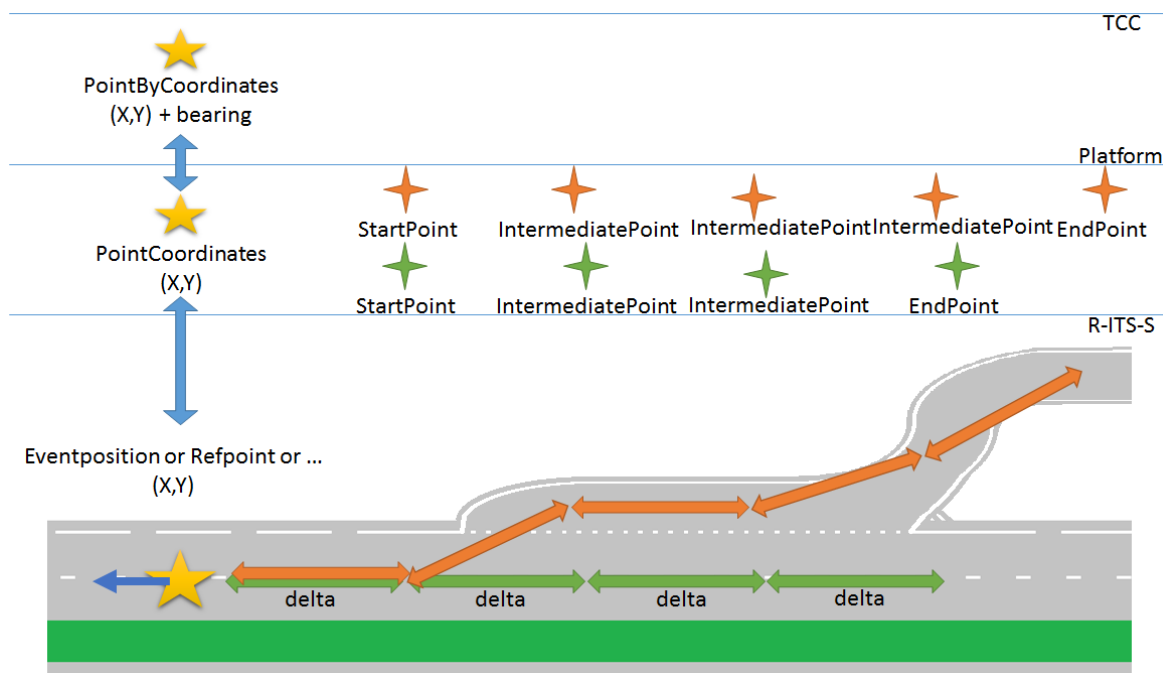 TCC
PointByCoordinates
(X,Y) + bearing
Platform
StartPoint IntermediatePoint IntermediatePoint IntermediatePoint EndPoint
PointCoordinates
(X,Y)
StartPoint IntermediatePoint IntermediatePoint EndPoint
R-ITS-S
Eventposition or Refpoint or ...
(X,Y)
delta delta delta delta